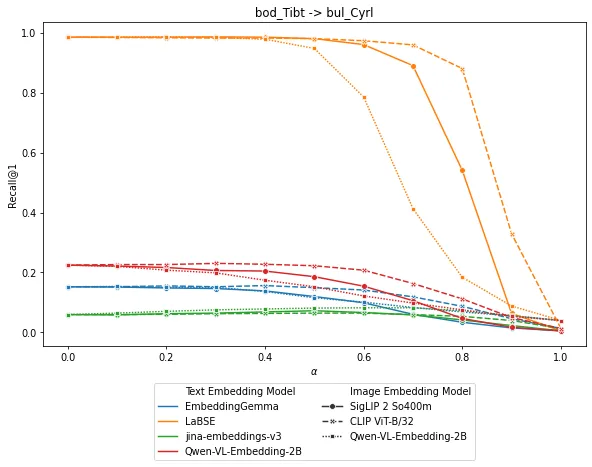 bod_Tibt -> bul_Cyrl
1.0
0.8
0.6
0.4
0.2
0.0
Recall@1
0.0 0.2 0.4 0.6 0.8 1.0
α
Text Embedding Model Image Embedding Model
EmbeddingGemma SigLIP 2 So400m
LaBSE CLIP ViT-B/32
jina-embeddings-v3 Qwen-VL-Embedding-2B
Qwen-VL-Embedding-2B